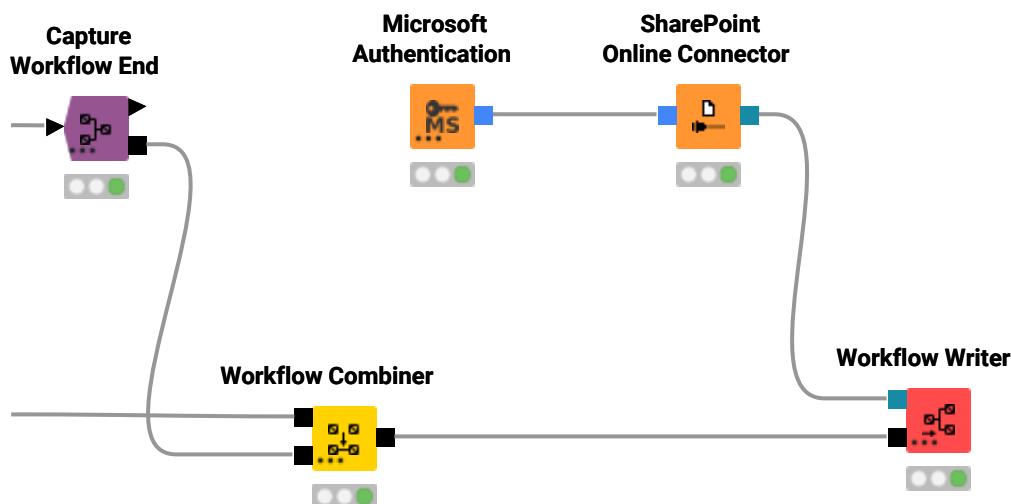 Capture
Workflow End
Microsoft
Authentication
SharePoint
Online Connector
MS
Workflow Combiner
Workflow Writer